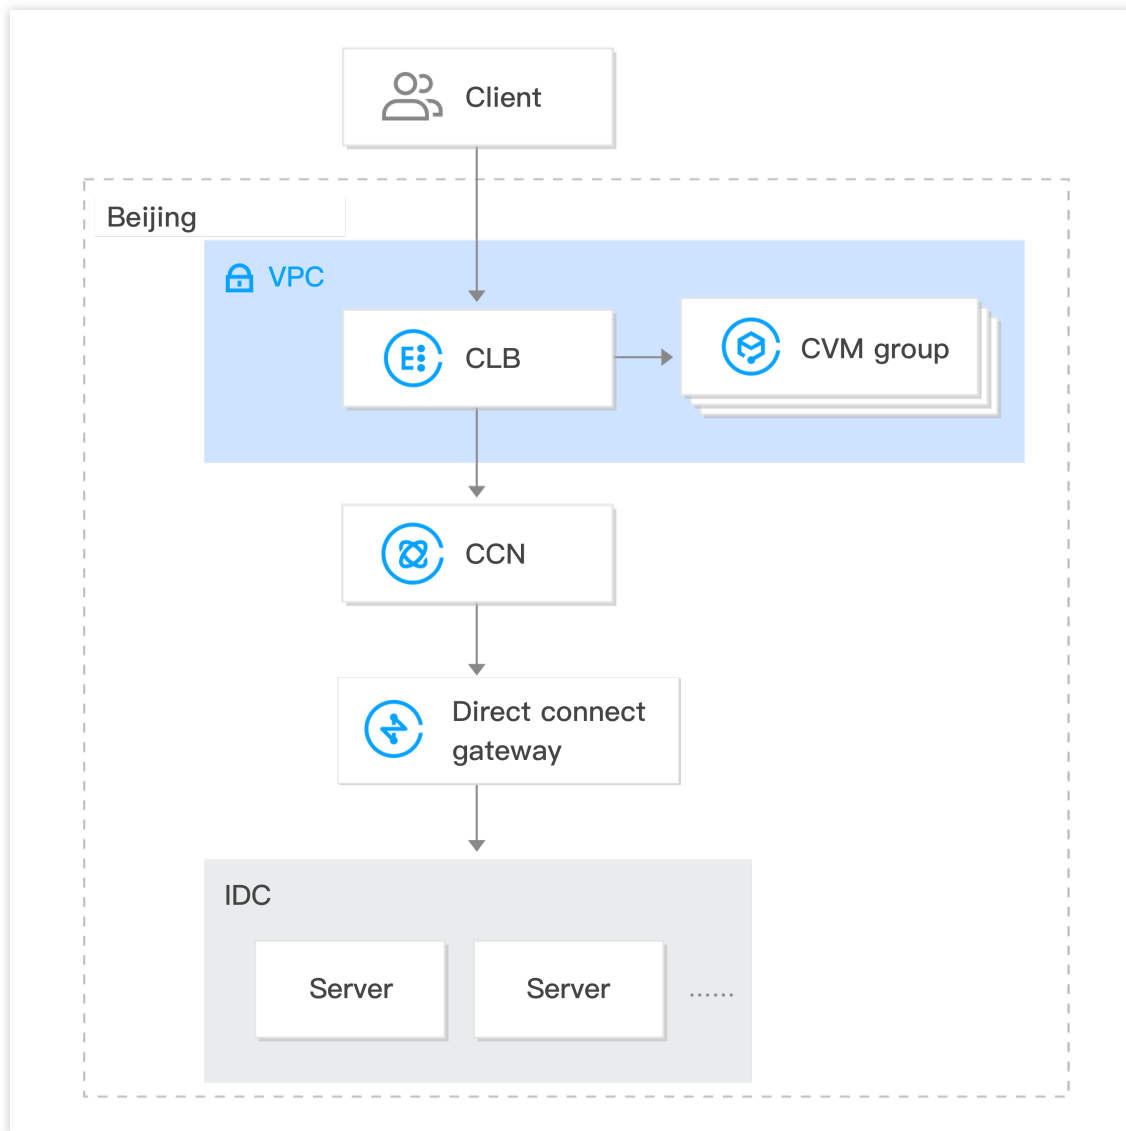 Client
Beijing
VPC
CLB
CVM group
CCN
Direct connect
gateway
IDC
Server
Server
......